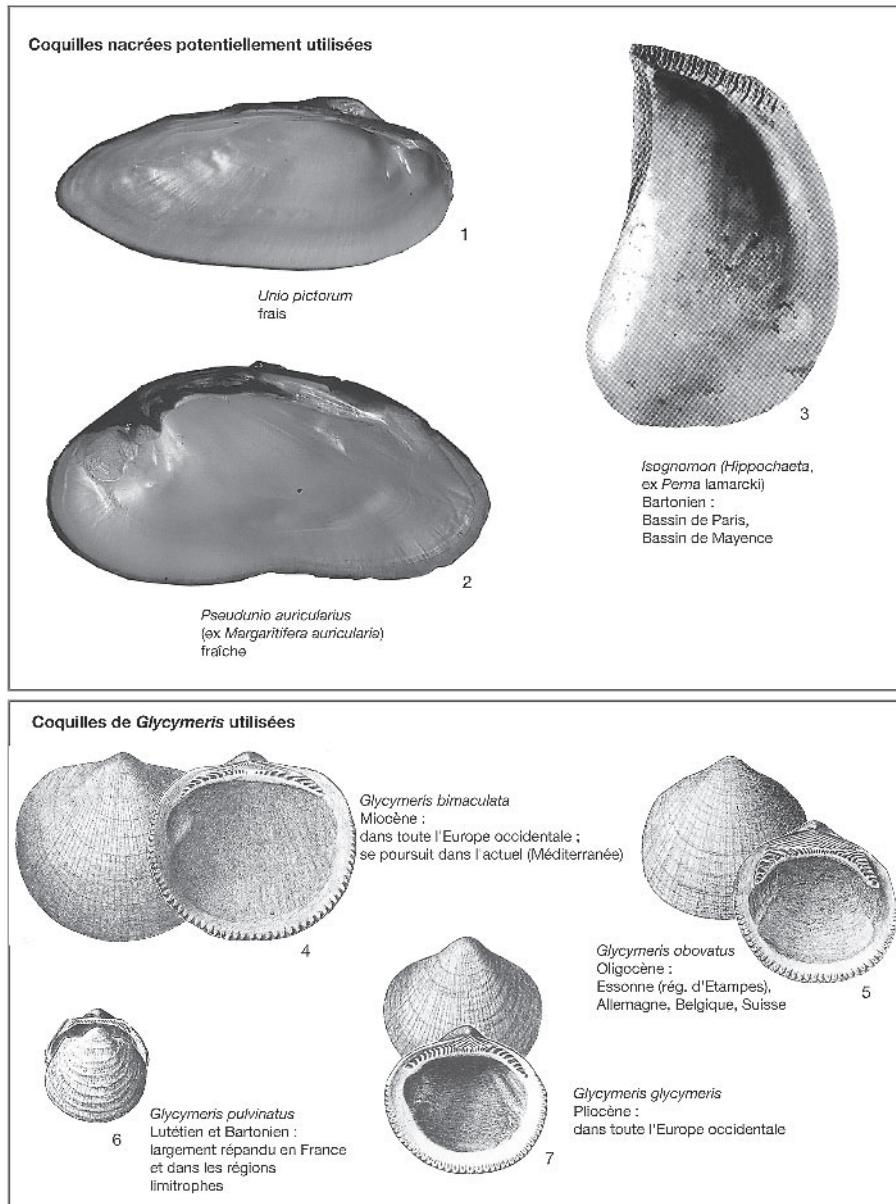 Coquilles nacrées potentiellement utilisées
1
Unio pictorum
frais
2
Pseudunio auricularius
(ex Margaritifera auricularia)
fraîche
3
Isognomon (Hippochaeta,
ex Perna lamarcki)
Bartonien :
Bassin de Paris,
Bassin de Mayence
Coquilles de Glycymeris utilisées
4
Glycymeris bimaculata
Miocène :
dans toute l'Europe occidentale ;
se poursuit dans l'actuel (Méditerranée)
5
Glycymeris obovatus
Oligocène :
Essonne (rég. d'Etampes),
Allemagne, Belgique, Suisse
6
Glycymeris pulvinatus
Lutétien et Bartonien :
largement répandu en France
et dans les régions
limitrophes
7
Glycymeris glycymeris
Pliocène :
dans toute l'Europe occidentale